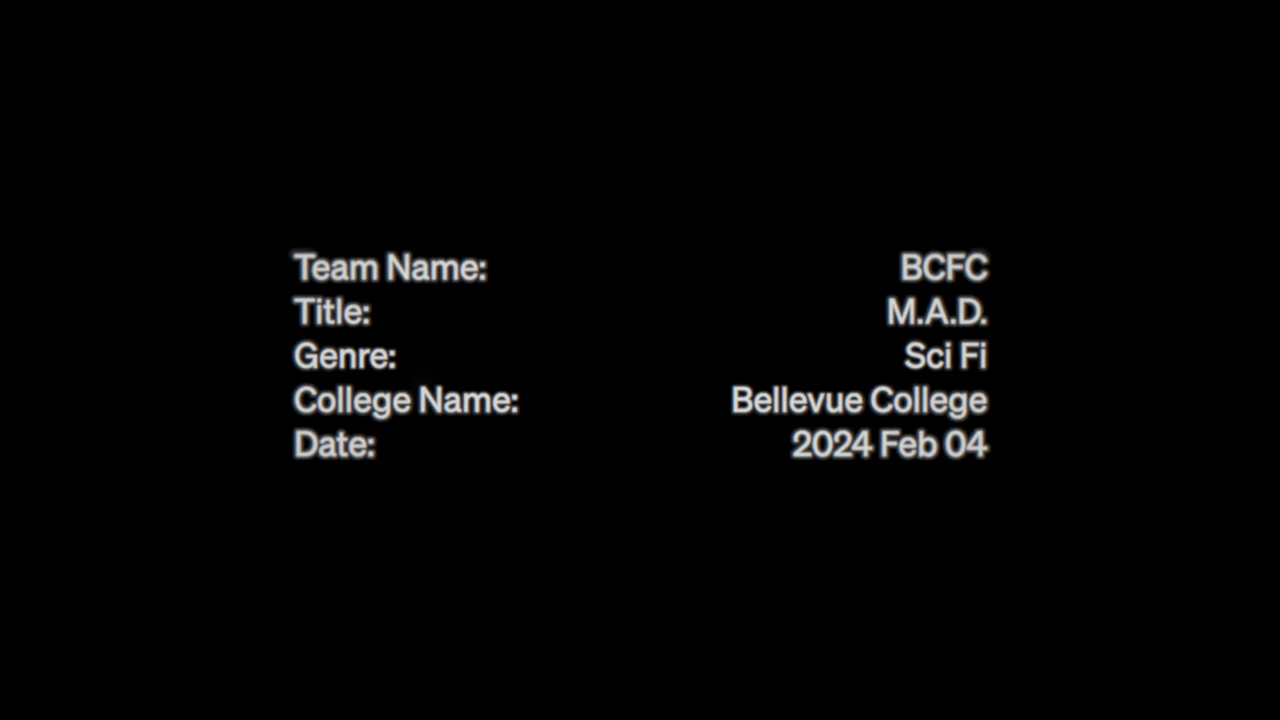 Team Name: BCFC
Title: M.A.D.
Genre: Sci Fi
College Name: Bellevue College
Date: 2024 Feb 04